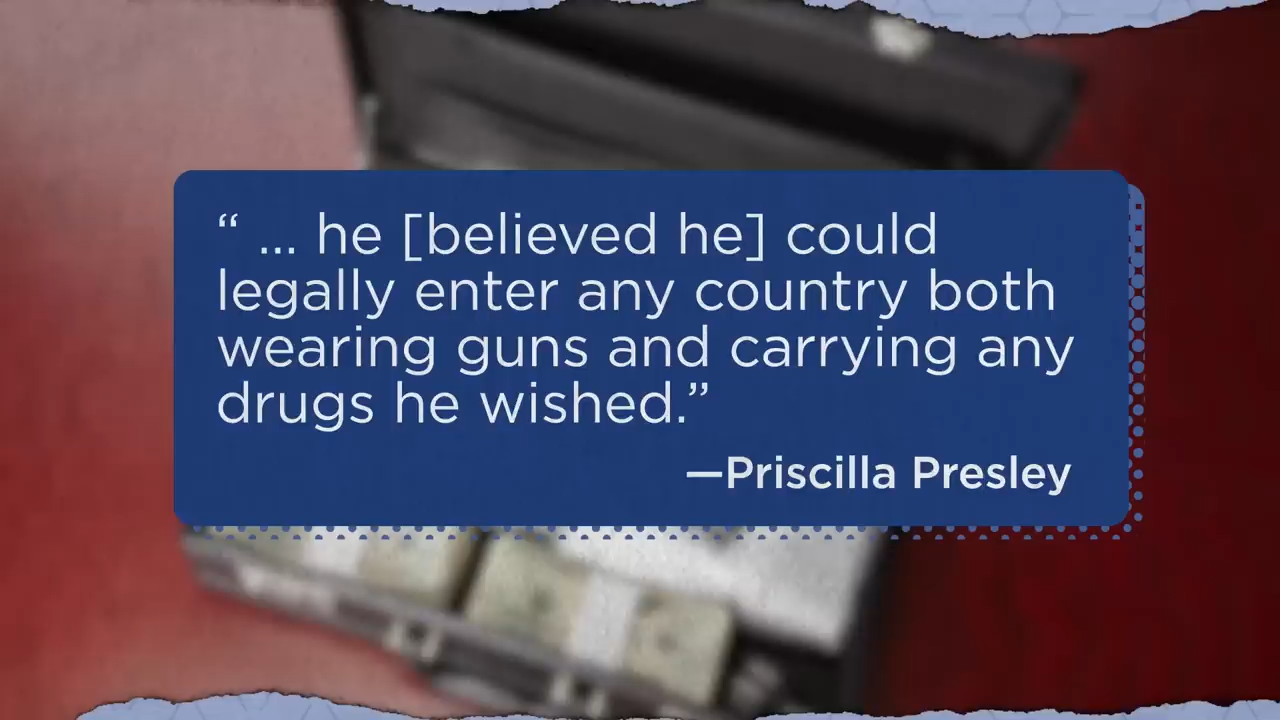 “ ... he [believed he] could
legally enter any country both
wearing guns and carrying any
drugs he wished.”
—Priscilla Presley